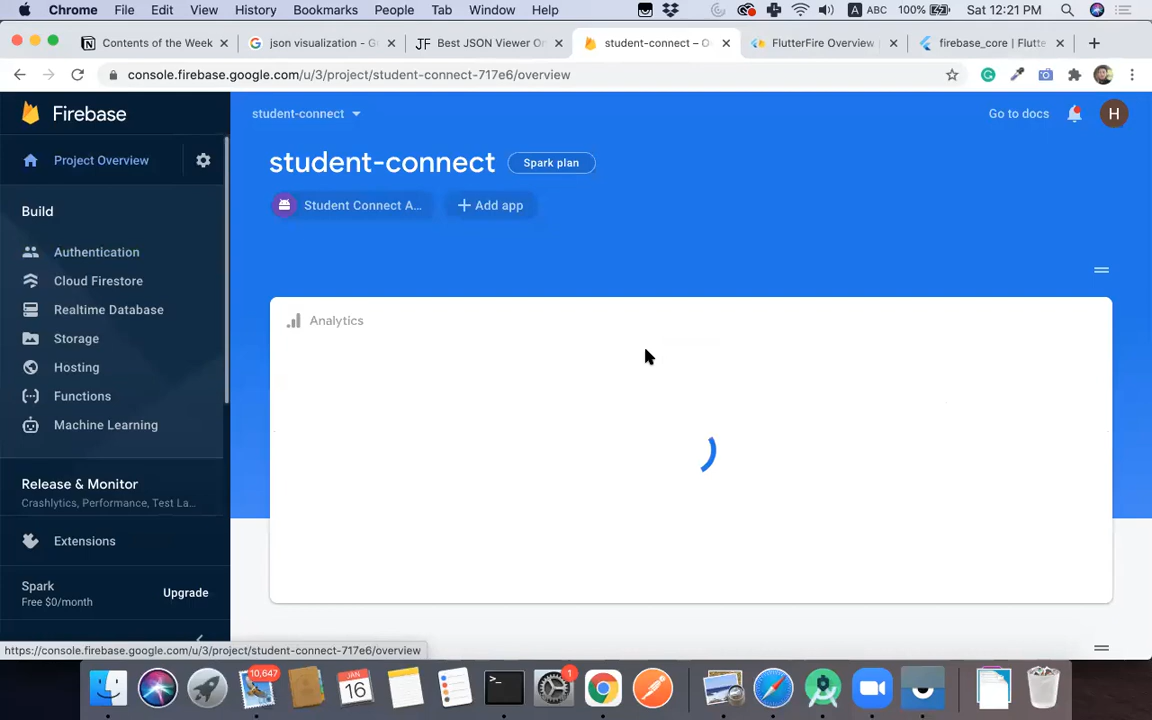 Chrome File Edit View History Bookmarks People Tab Window Help A ABC 100% Sat 12:21 PM
Contents of the Week
json visualization - G
JF Best JSON Viewer On
student-connect – O
FlutterFire Overview
firebase_core | Flutte
console.firebase.google.com/u/3/project/student-connect-717e6/overview
Firebase
student-connect
Go to docs
H
Project Overview
student-connect
Spark plan
Student Connect A...
Add app
Build
Authentication
Cloud Firestore
Realtime Database
Storage
Hosting
Functions
Machine Learning
Analytics
Release & Monitor
Crashlytics, Performance, Test La...
Extensions
Spark
Free $0/month
Upgrade
https://console.firebase.google.com/u/3/project/student-connect-717e6/overview
10,647
JAN
16
>_
1